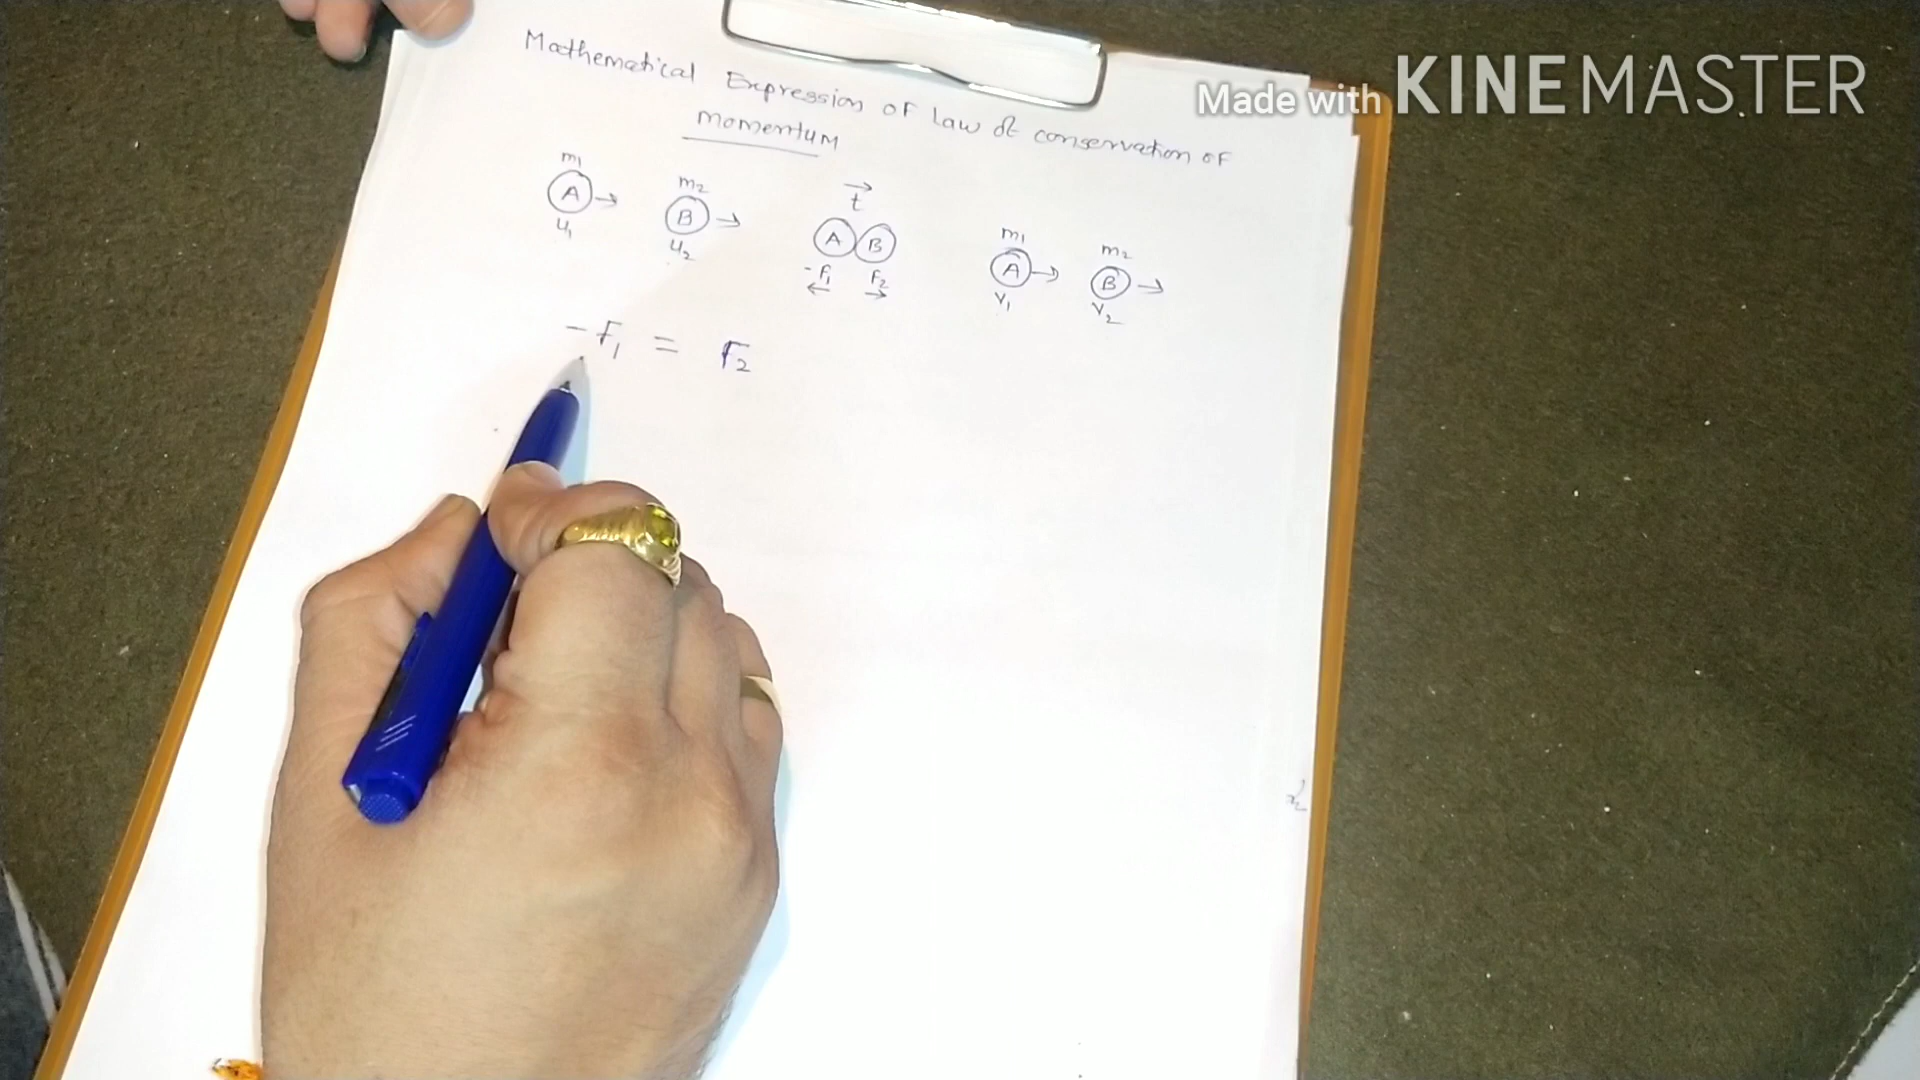 Made with KINEMASTER
Mathematical Expression of Law of conservation of
momentum
m1 m2 t m1 m2
A → B → A B A → B →
u1 u2 -F1 F2 v1 v2
← →
-F1 = F2